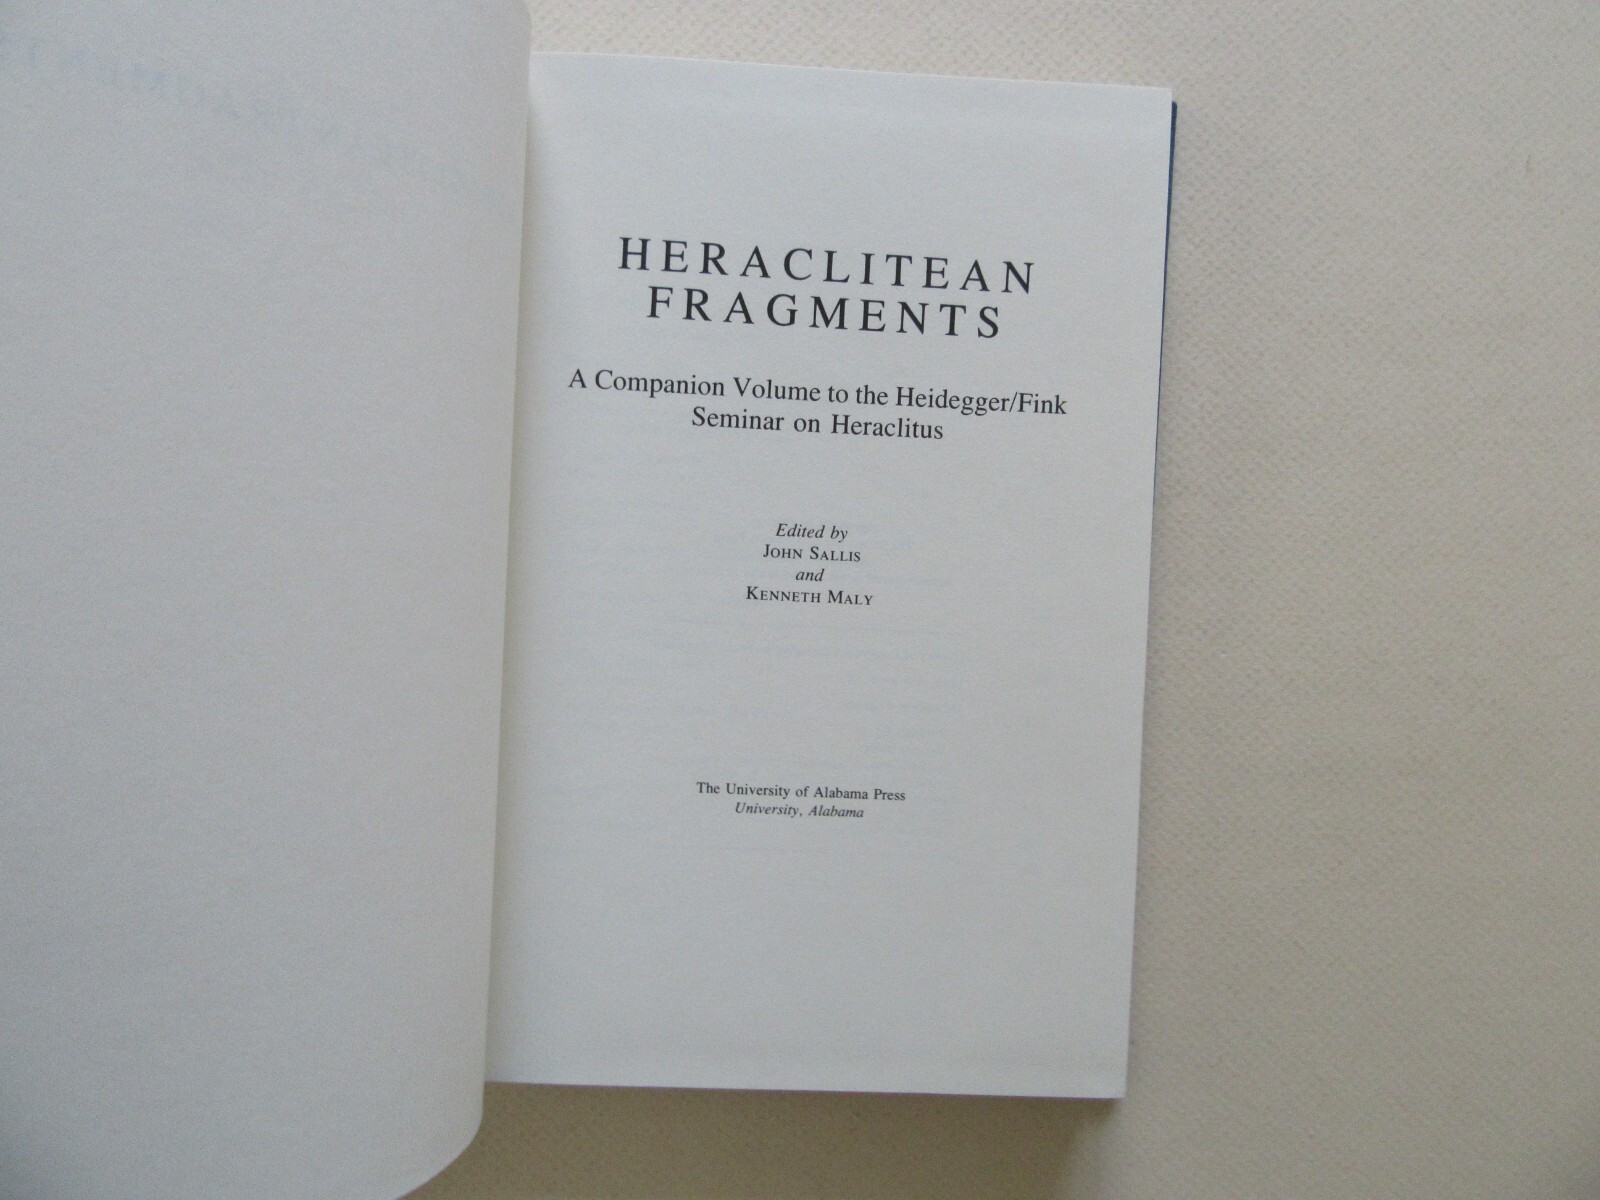 HERACLITEAN
FRAGMENTS
A Companion Volume to the Heidegger/Fink
Seminar on Heraclitus
Edited by
JOHN SALLIS
and
KENNETH MALY
The University of Alabama Press
University, Alabama